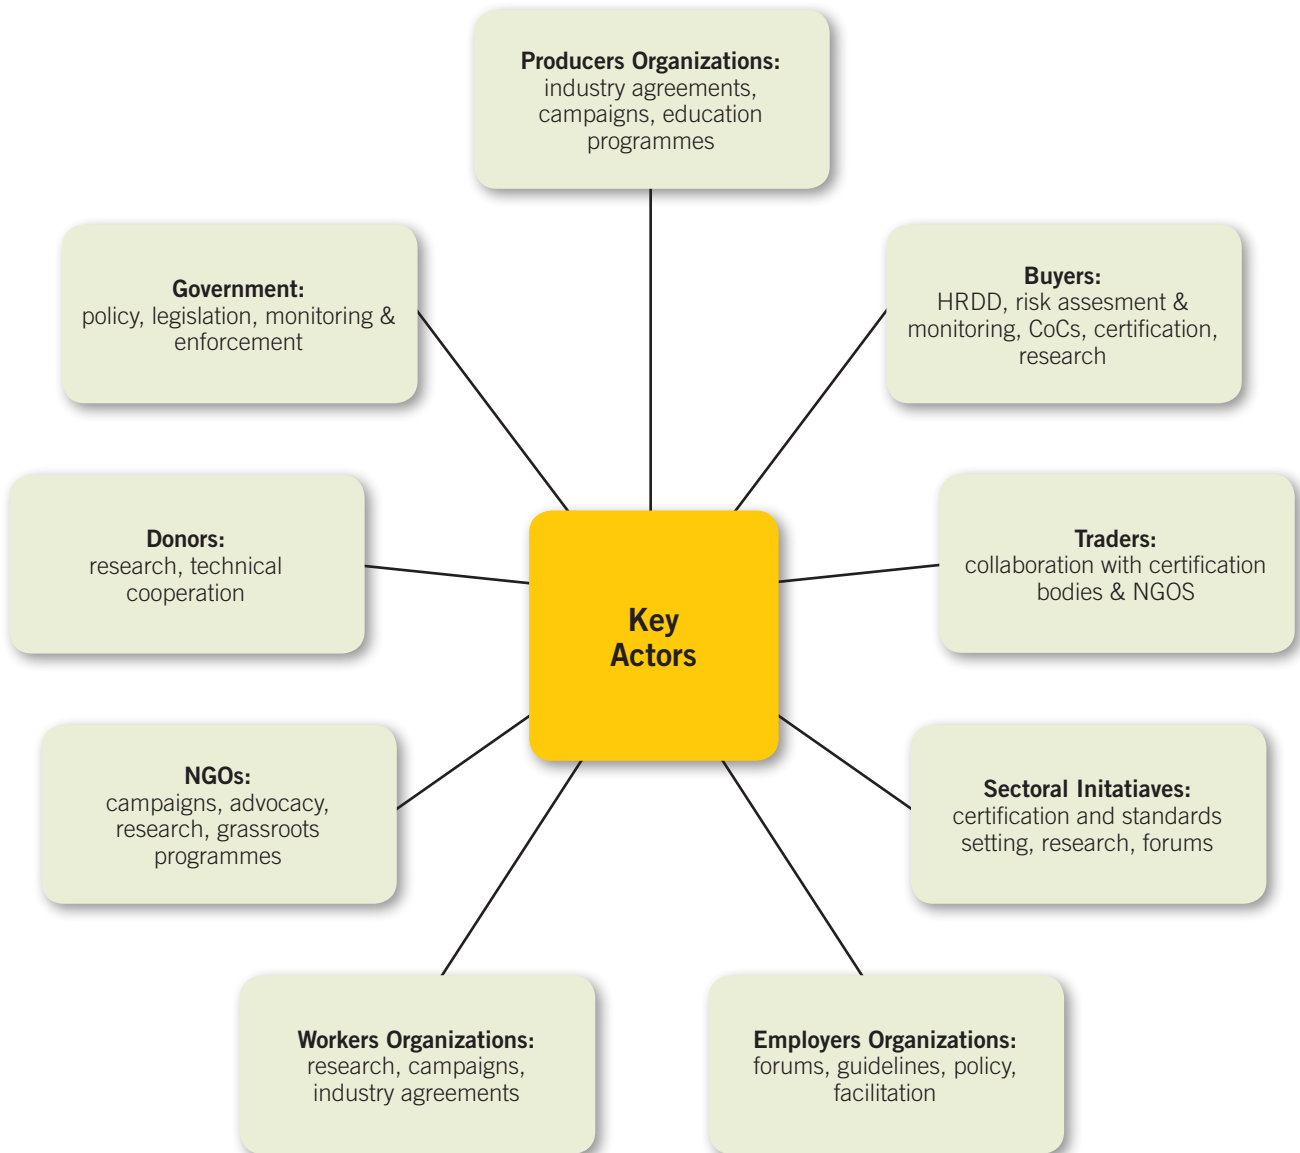 Producers Organizations:
industry agreements,
campaigns, education
programmes
Government:
policy, legislation, monitoring &
enforcement
Buyers:
HRDD, risk assesment &
monitoring, CoCs, certification,
research
Donors:
research, technical
cooperation
Traders:
collaboration with certification
bodies & NGOS
Key
Actors
NGOs:
campaigns, advocacy,
research, grassroots
programmes
Sectoral Initatiaves:
certification and standards
setting, research, forums
Workers Organizations:
research, campaigns,
industry agreements
Employers Organizations:
forums, guidelines, policy,
facilitation